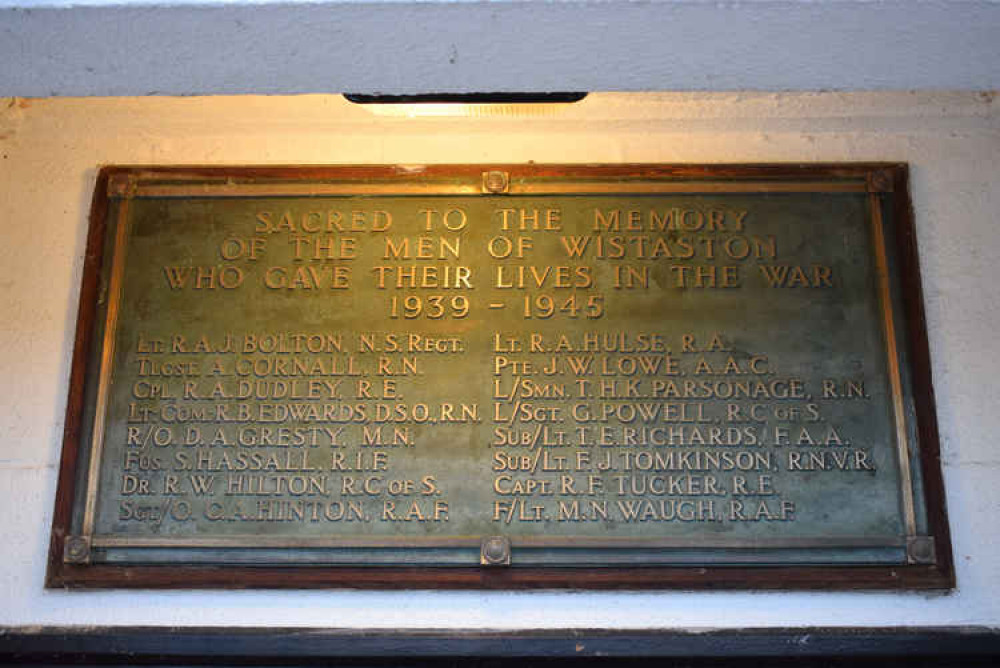 SACRED TO THE MEMORY
OF THE MEN OF WISTASTON
WHO GAVE THEIR LIVES IN THE WAR
1939 - 1945
LT. R.A.J. BOLTON, N.S. REGT.
TLGST. A. CORNALL, R.N.
CPL. R.A. DUDLEY, R.E.
LT-COM. R.B. EDWARDS. D.S.O., R.N.
R/O. D.A. GRESTY, M.N.
FUS. S. HASSALL, R.I.F.
DR. R.W. HILTON, R.C OF S.
SGT/O. O.A. HINTON, R.A.F.
LT. R.A. HULSE, R.A.
PTE. J.W. LOWE, A.A.C.
L/SMN. T.H.K. PARSONAGE, R.N.
L/SGT. G. POWELL, R.C OF S.
SUB/LT. T.E. RICHARDS, F.A.A.
SUB/LT. F.J. TOMKINSON, R.N.V.R.
CAPT. R.F. TUCKER, R.E.
F/LT. M.N. WAUGH, R.A.F.